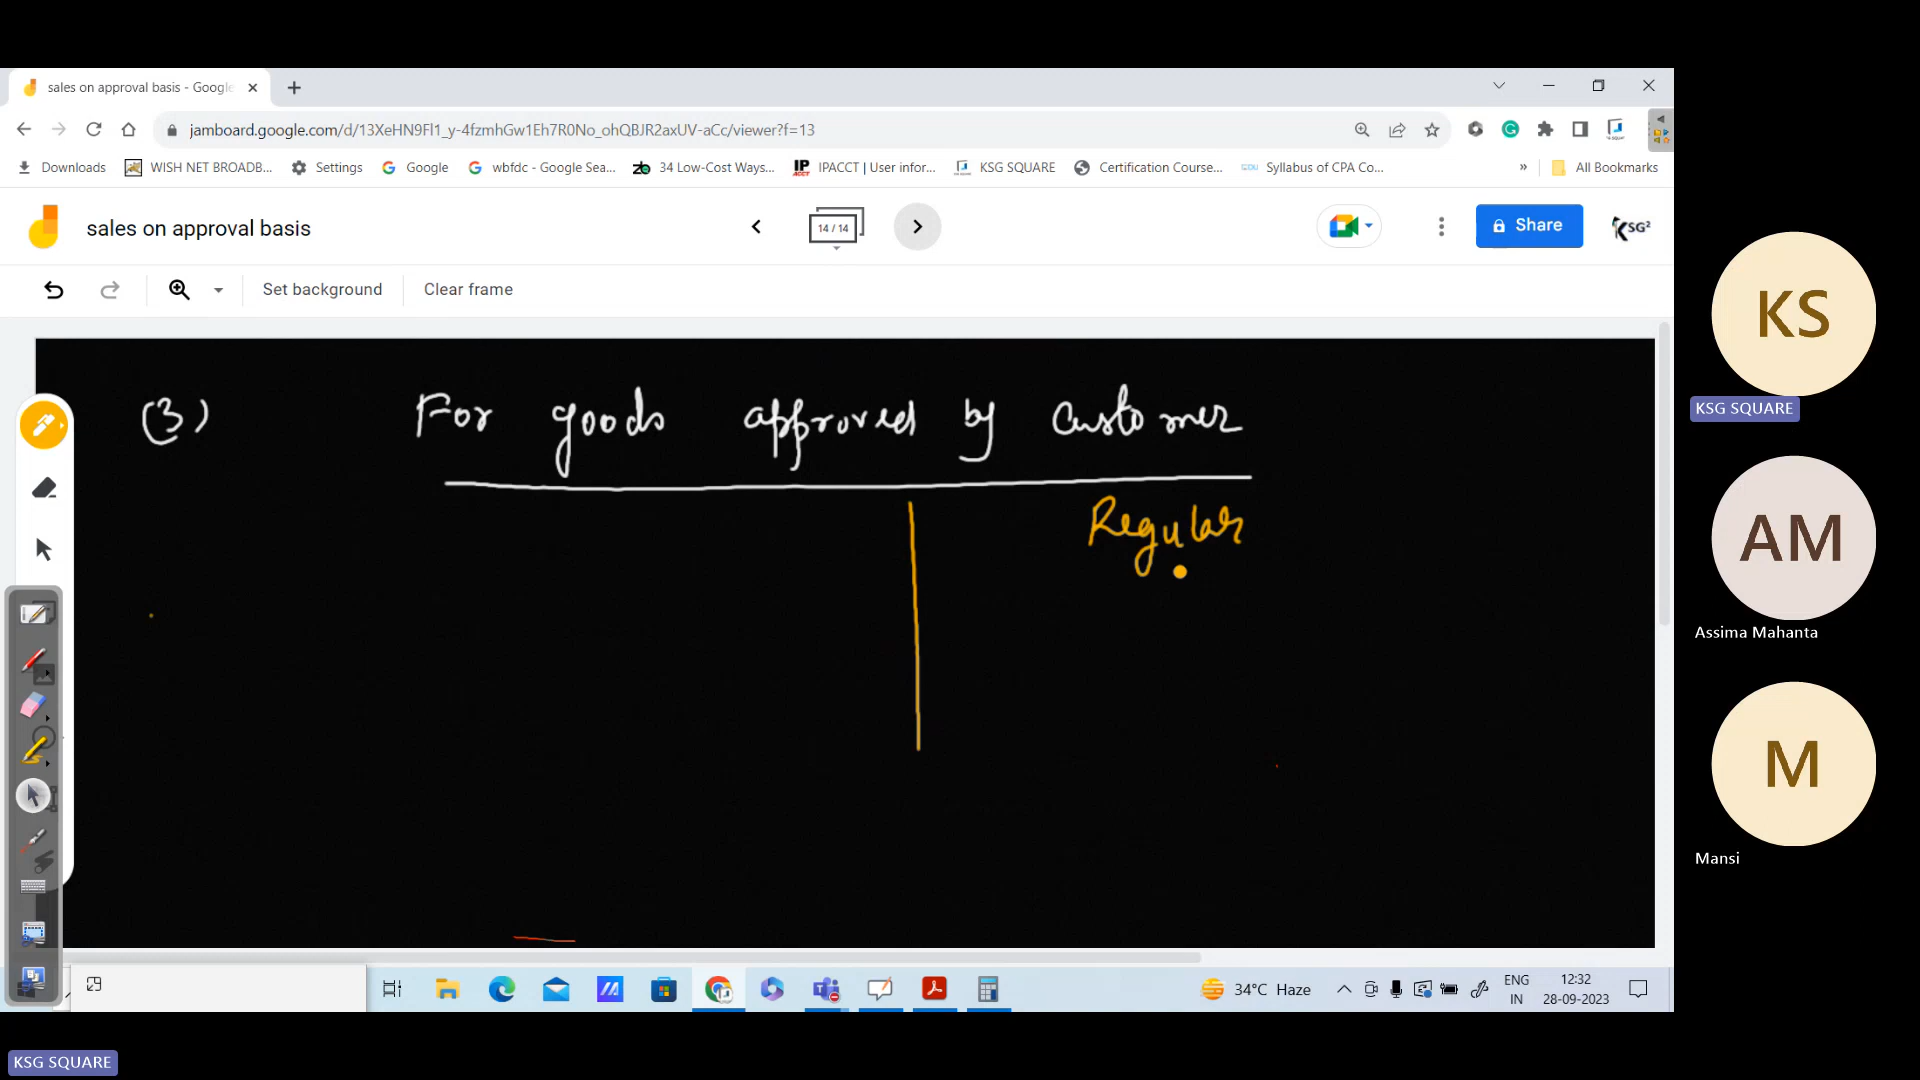 sales on approval basis - Google
jamboard.google.com/d/13XeHN9Fl1_y-4fzmhGw1Eh7R0No_ohQBJR2axUV-aCc/viewer?f=13
Downloads WISH NET BROADB... Settings Google wbfdc - Google Sea... 34 Low-Cost Ways... IPACCT | User infor... KSG SQUARE Certification Course... Syllabus of CPA Co... » All Bookmarks
sales on approval basis
14 / 14
Share
KSG²
Set background Clear frame
(3) For goods approved by Customer
Regular
KS
KSG SQUARE
AM
Assima Mahanta
M
Mansi
34°C Haze
ENG
IN
12:32
28-09-2023
KSG SQUARE